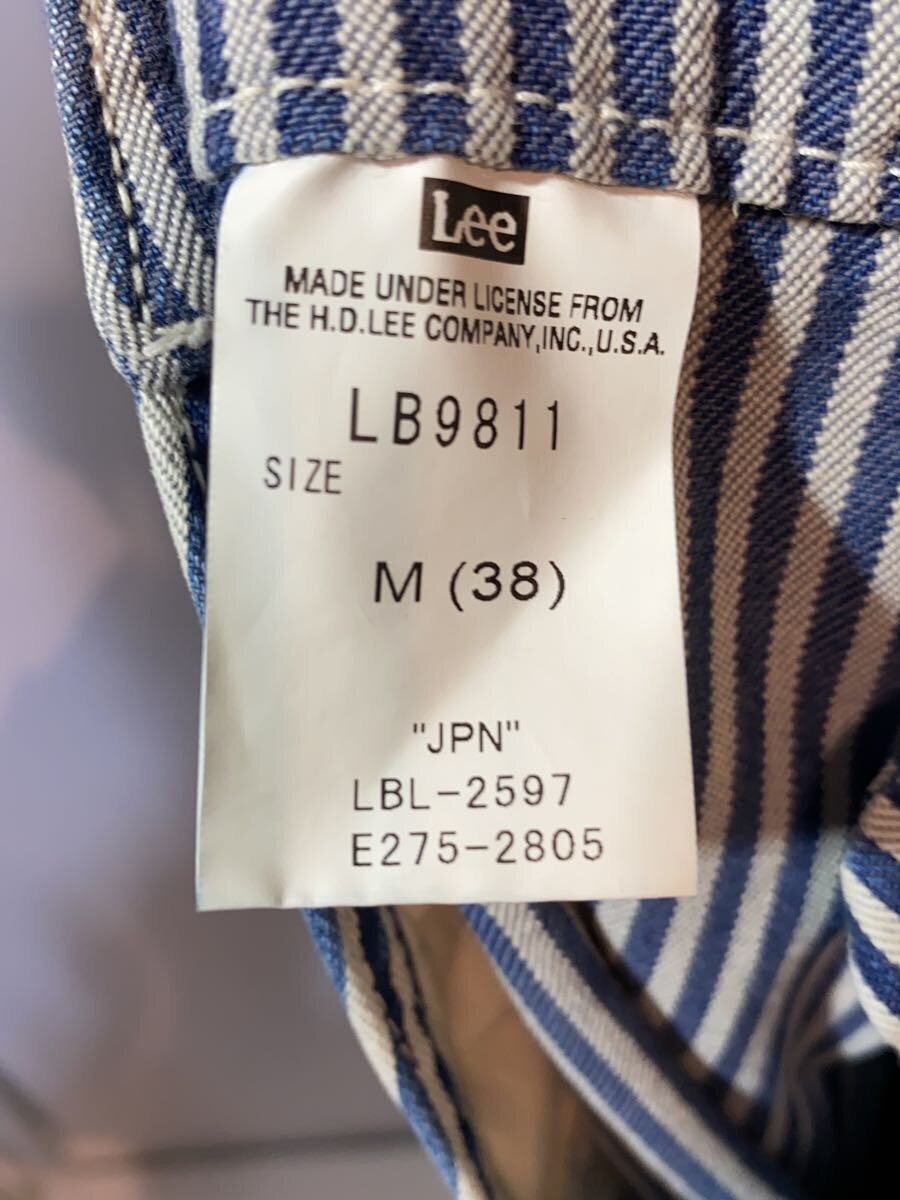 Lee
MADE UNDER LICENSE FROM
THE H.D.LEE COMPANY,INC.,U.S.A.
LB9811
SIZE
M (38)
"JPN"
LBL-2597
E275-2805